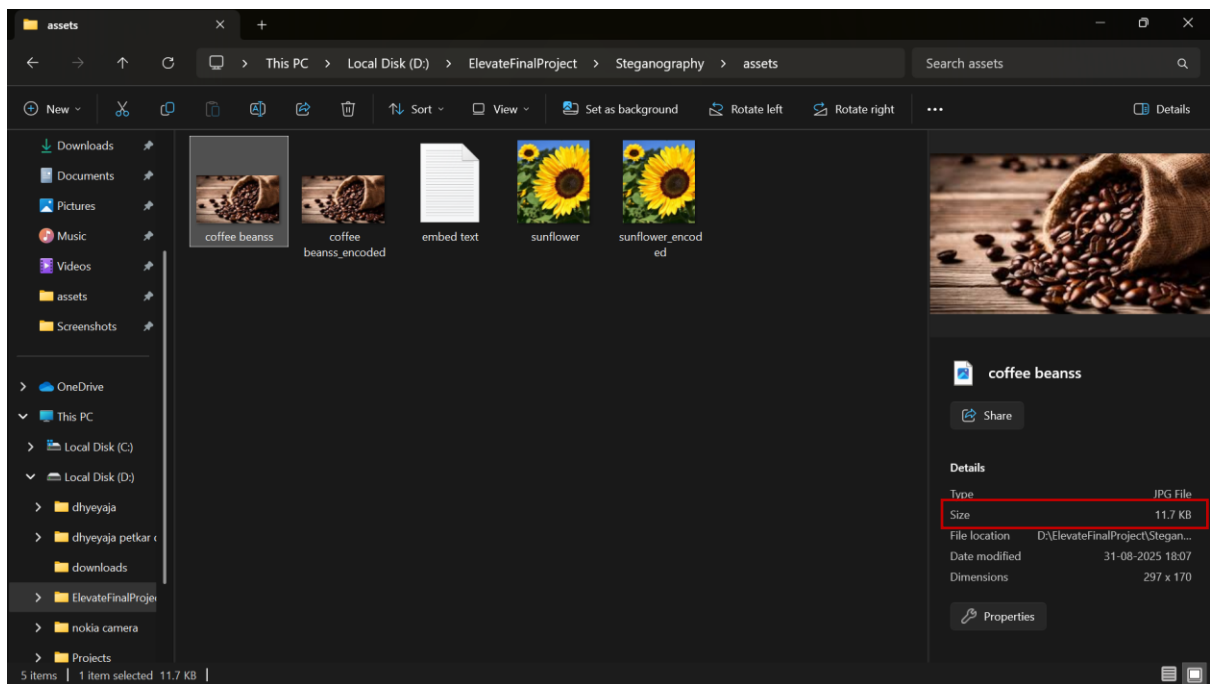 assets
This PC > Local Disk (D:) > ElevateFinalProject > Steganography > assets
Search assets
New
Sort
View
Set as background
Rotate left
Rotate right
Details
Downloads
Documents
Pictures
Music
Videos
assets
Screenshots
OneDrive
This PC
Local Disk (C:)
Local Disk (D:)
dhyeyaja
dhyeyaja petkar
downloads
ElevateFinalProje
nokia camera
Projects
coffee beanss
coffee
beanss_encoded
embed text
sunflower
sunflower_encod
ed
coffee beanss
Share
Details
Type JPG File
Size 11.7 KB
File location D:\ElevateFinalProject\Stegan...
Date modified 31-08-2025 18:07
Dimensions 297 x 170
Properties
5 items | 1 item selected 11.7 KB |